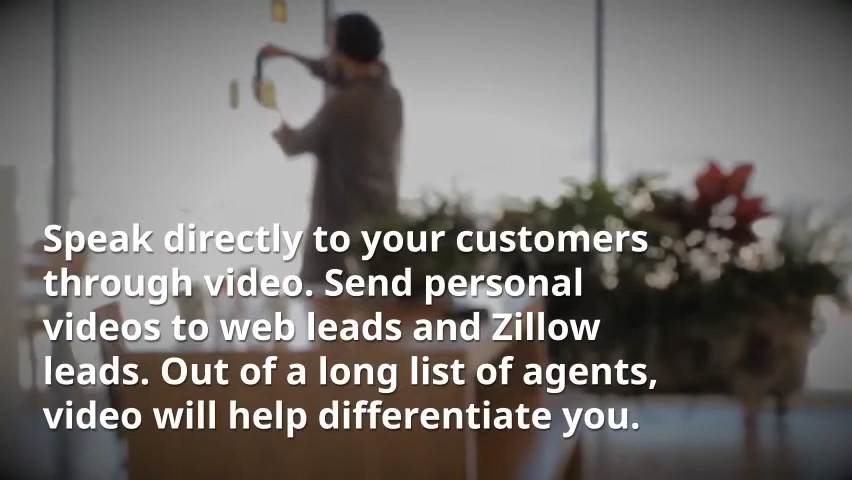 Speak directly to your customers
through video. Send personal
videos to web leads and Zillow
leads. Out of a long list of agents,
video will help differentiate you.